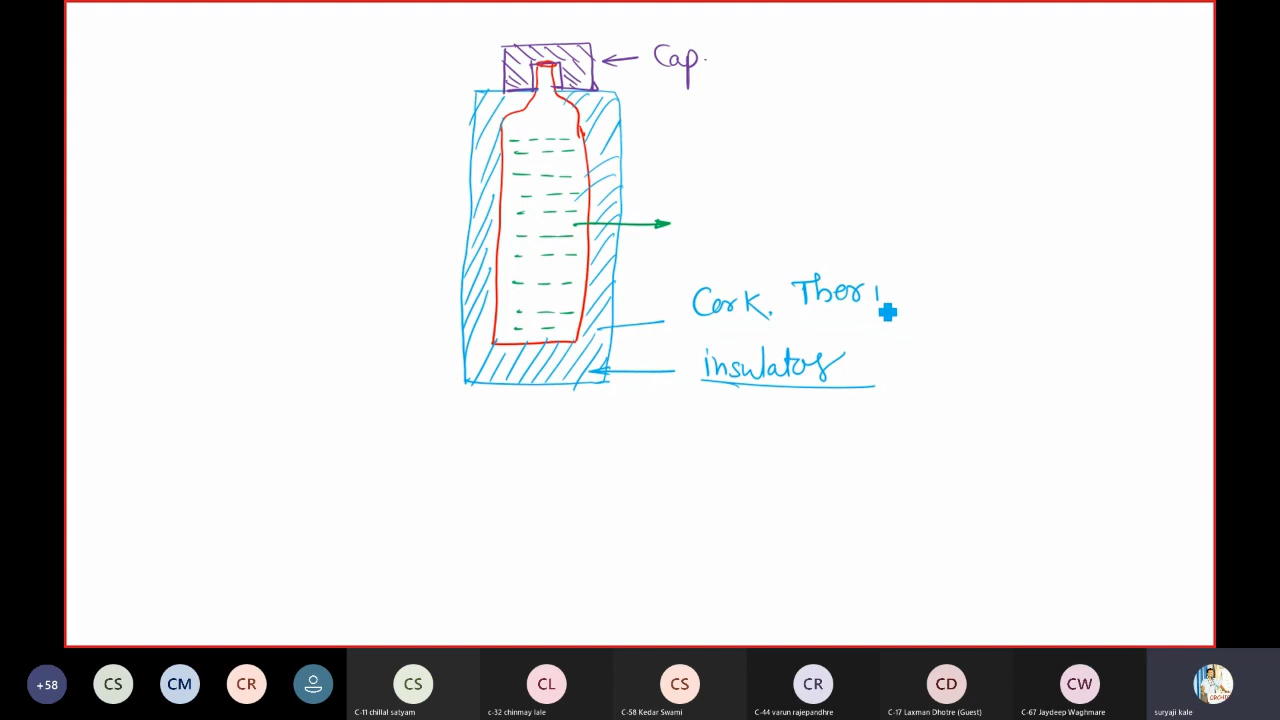 Cap.
Cork, Ther
insulator
+58
CS
CM
CR
CS
CL
CS
CR
CD
CW
C-11 chillal satyam
c-32 chinmay lale
C-58 Kedar Swami
C-44 varun rajepandhre
C-17 Laxman Dhotre (Guest)
C-67 Jaydeep Waghmare
suryaji kale